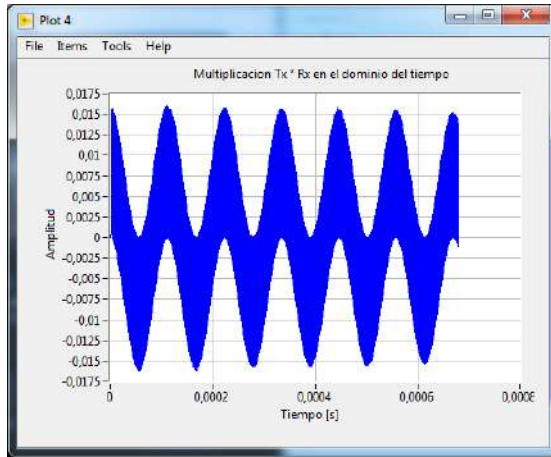 Plot 4
File Items Tools Help
Multiplicacion Tx * Rx en el dominio del tiempo
0,0175
0,015
0,0125
0,01
0,0075
0,005
0,0025
0
-0,0025
-0,005
-0,0075
-0,01
-0,0125
-0,015
-0,0175
Amplitud
0 0,0002 0,0004 0,0006 0,0008
Tiempo [s]